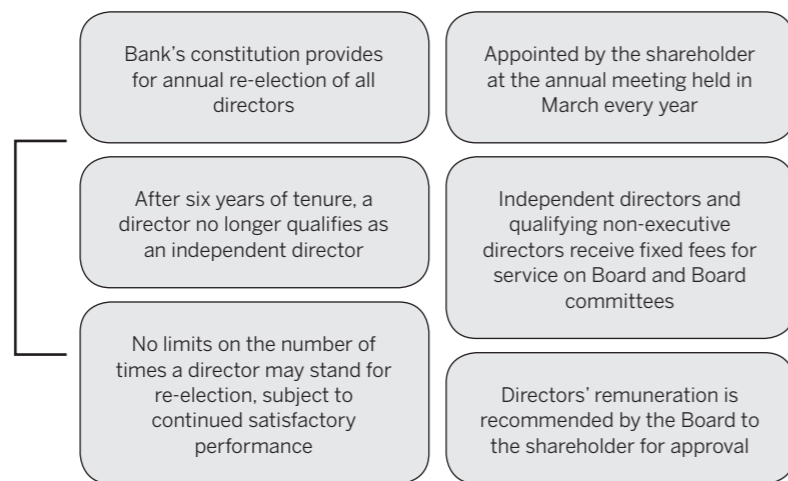 Bank’s constitution provides
for annual re-election of all
directors
Appointed by the shareholder
at the annual meeting held in
March every year
After six years of tenure, a
director no longer qualifies as
an independent director
Independent directors and
qualifying non-executive
directors receive fixed fees for
service on Board and Board
committees
No limits on the number of
times a director may stand for
re-election, subject to
continued satisfactory
performance
Directors’ remuneration is
recommended by the Board to
the shareholder for approval